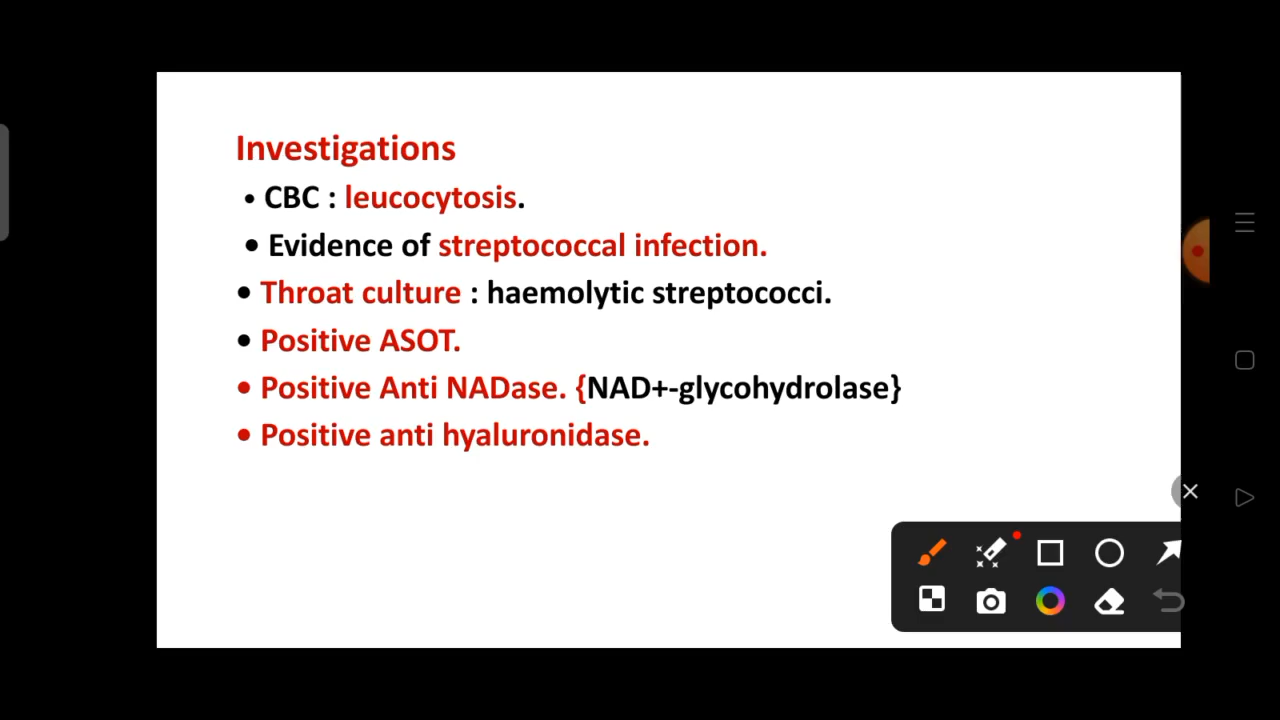 Investigations
• CBC : leucocytosis.
• Evidence of streptococcal infection.
• Throat culture : haemolytic streptococci.
• Positive ASOT.
• Positive Anti NADase. {NAD+-glycohydrolase}
• Positive anti hyaluronidase.